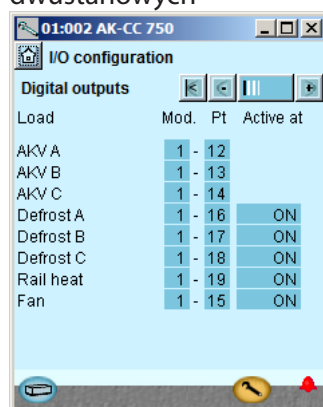 dwustanowych
01:002 AK-CC 750
I/O configuration
Digital outputs
Load Mod. Pt Active at
AKV A 1 - 12
AKV B 1 - 13
AKV C 1 - 14
Defrost A 1 - 16 ON
Defrost B 1 - 17 ON
Defrost C 1 - 18 ON
Rail heat 1 - 19 ON
Fan 1 - 15 ON